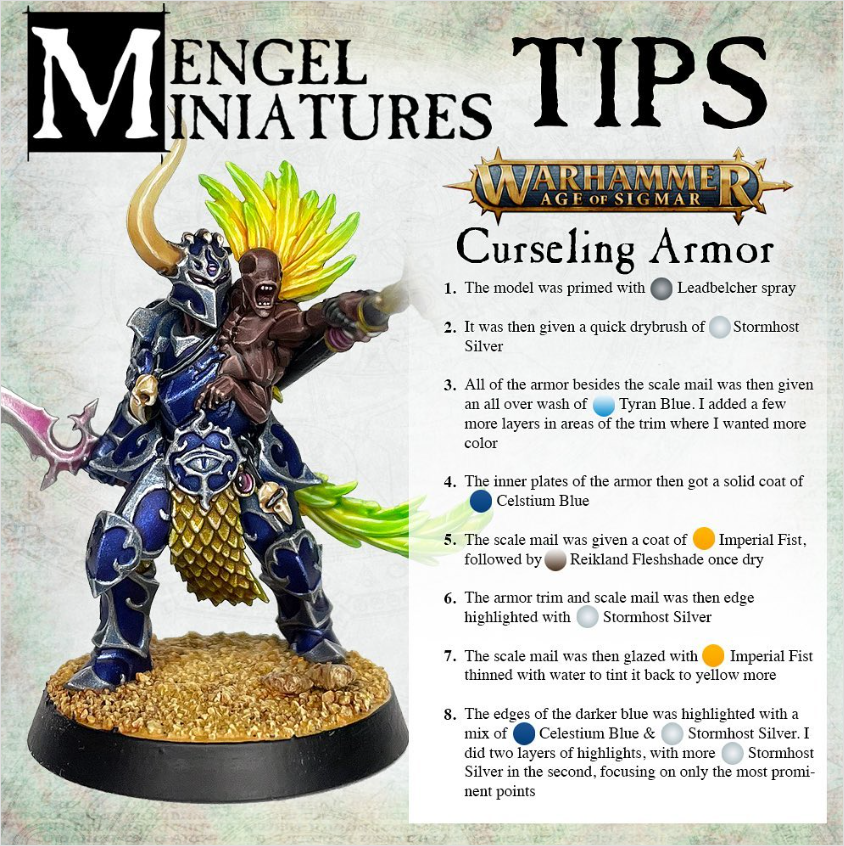 MENGEL
MINIATURES
TIPS
WARHAMMER
AGE OF SIGMAR
Curseling Armor
1. The model was primed with Leadbelcher spray
2. It was then given a quick drybrush of Stormhost
Silver
3. All of the armor besides the scale mail was then given
an all over wash of Tyran Blue. I added a few
more layers in areas of the trim where I wanted more
color
4. The inner plates of the armor then got a solid coat of
Celstium Blue
5. The scale mail was given a coat of Imperial Fist,
followed by Reikland Fleshshade once dry
6. The armor trim and scale mail was then edge
highlighted with Stormhost Silver
7. The scale mail was then glazed with Imperial Fist
thinned with water to tint it back to yellow more
8. The edges of the darker blue was highlighted with a
mix of Celestium Blue & Stormhost Silver. I
did two layers of highlights, with more Stormhost
Silver in the second, focusing on only the most promi-
nent points